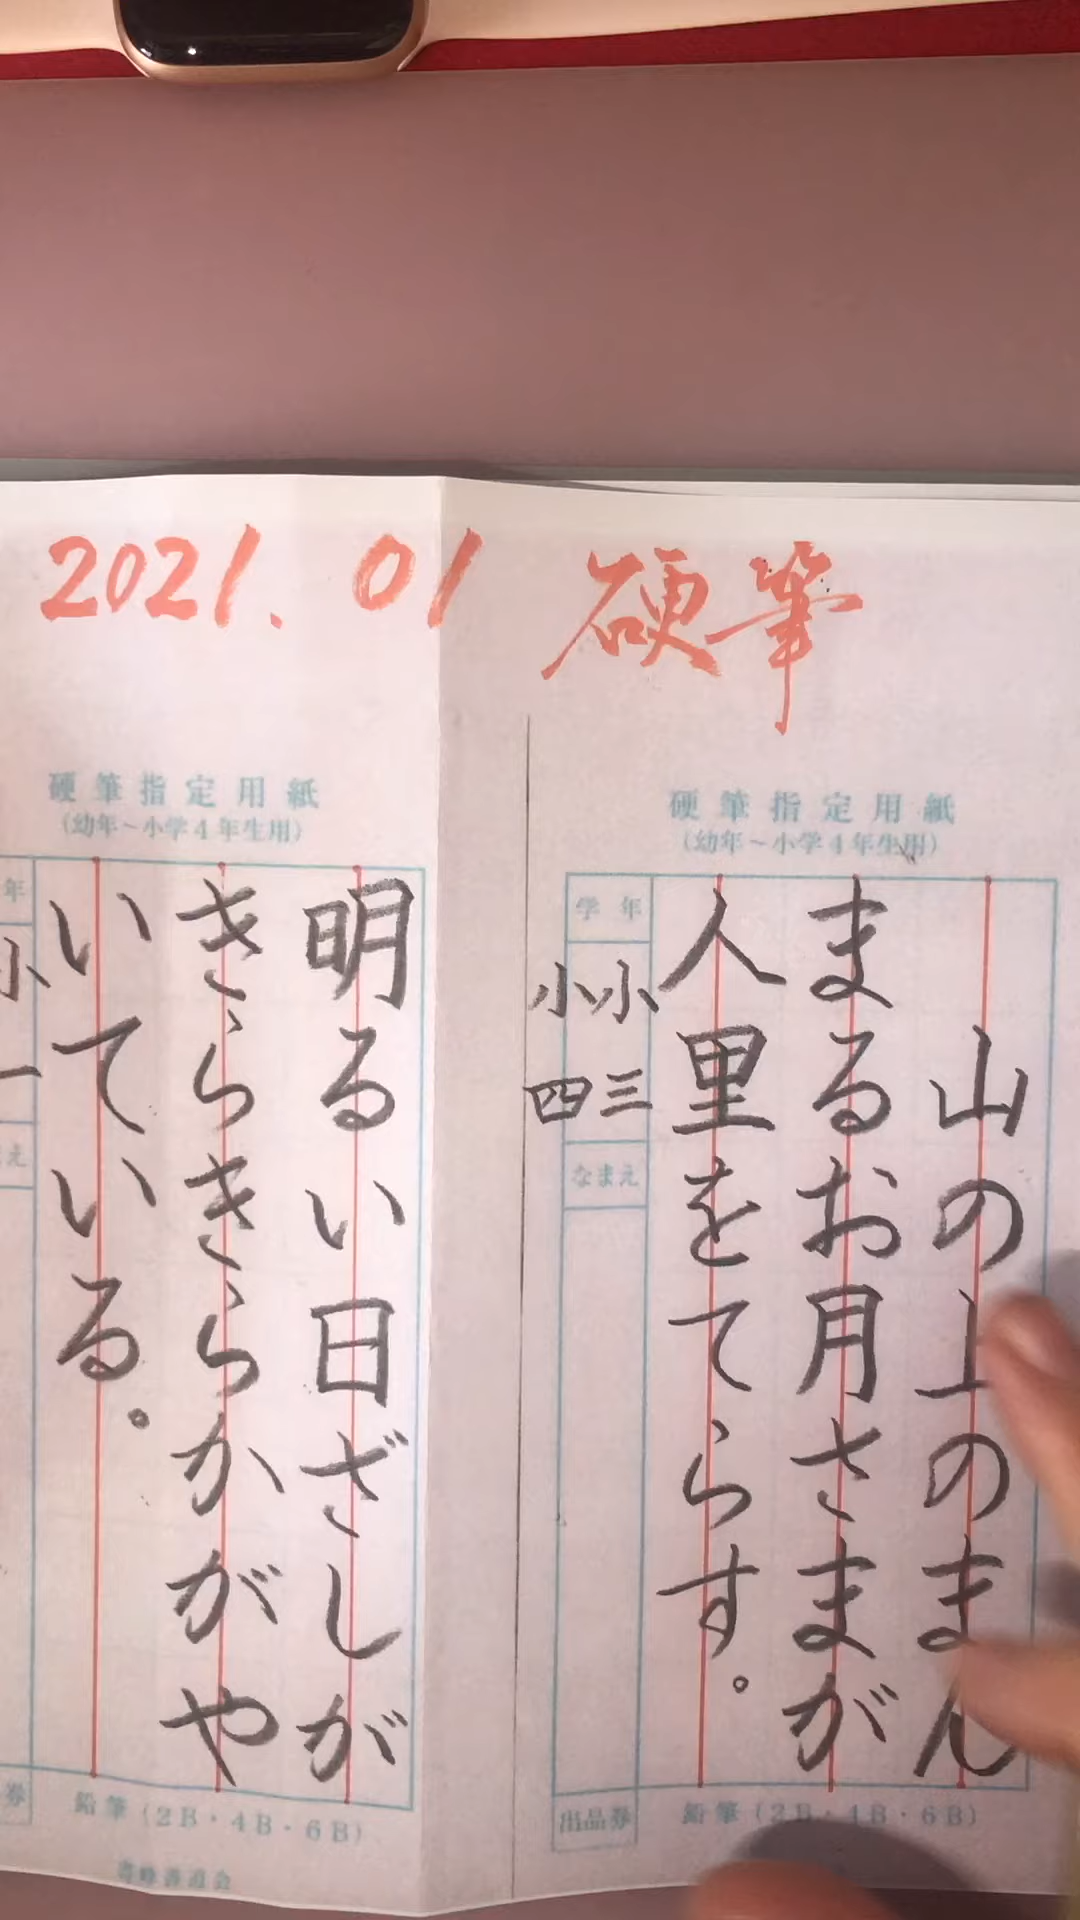 2021. 01 硬筆
硬筆指定用紙
(幼年～小学4年生用)
山の上のまん
まるお月さまが
人里をてらす。
学年
小三
小四
なまえ
出品券
鉛筆(2B・4B・6B)
硬筆指定用紙
(幼年～小学4年生用)
明るい日ざしが
きらきらかがや
いている。
年
小
え
券
鉛筆(2B・4B・6B)